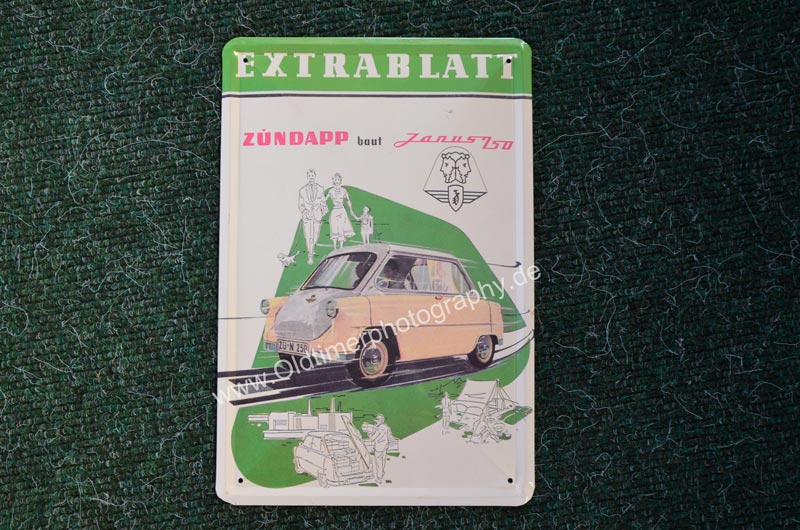 EXTRABLATT
ZÜNDAPP baut Janus 250
ZÜ-N 250
www.Oldtimerphotography.de